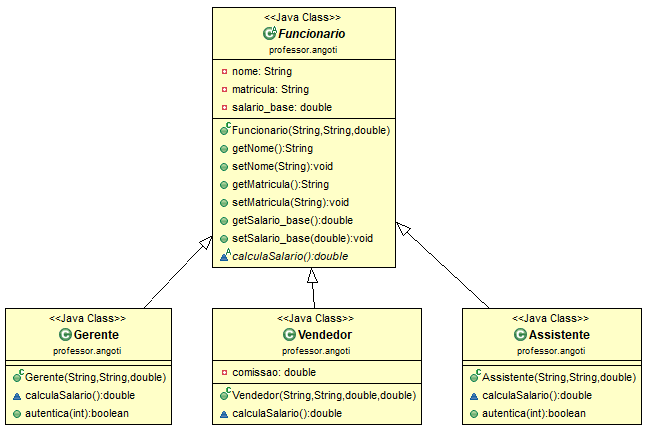 <<Java Class>>
Funcionario
professor.angoti
nome: String
matricula: String
salario_base: double
Funcionario(String,String,double)
getNome():String
setNome(String):void
getMatricula():String
setMatricula(String):void
getSalario_base():double
setSalario_base(double):void
calculaSalario():double
<<Java Class>>
Gerente
professor.angoti
Gerente(String,String,double)
calculaSalario():double
autentica(int):boolean
<<Java Class>>
Vendedor
professor.angoti
comissao: double
Vendedor(String,String,double,double)
calculaSalario():double
<<Java Class>>
Assistente
professor.angoti
Assistente(String,String,double)
calculaSalario():double
autentica(int):boolean